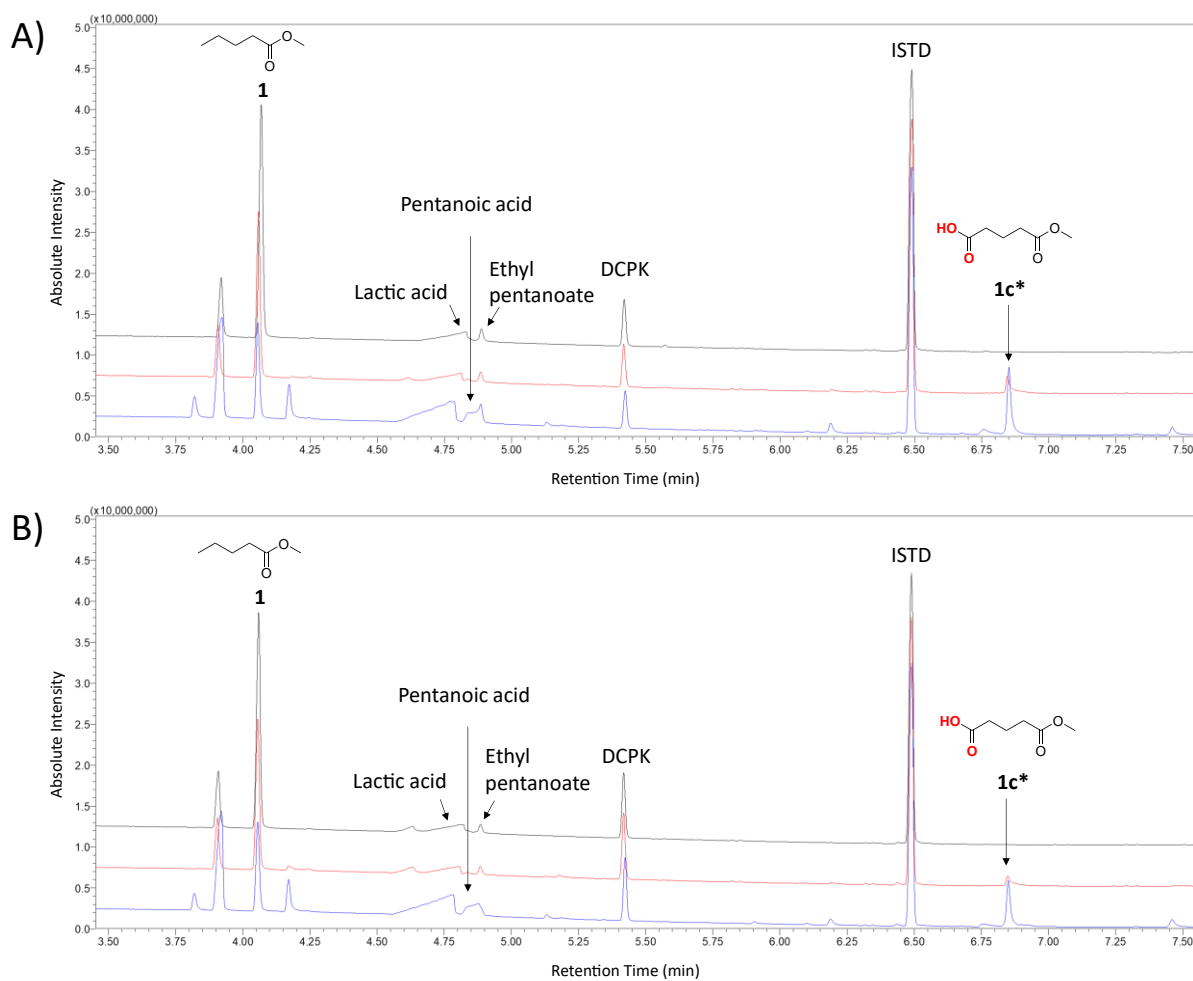 A)
(x10,000,000)
5.0
4.5
4.0
3.5
3.0
2.5
2.0
1.5
1.0
0.5
0.0
Absolute Intensity
O
O
1
Lactic acid
Pentanoic acid
Ethyl
pentanoate
DCPK
ISTD
HO
O
O
O
1c*
3.50 3.75 4.00 4.25 4.50 4.75 5.00 5.25 5.50 5.75 6.00 6.25 6.50 6.75 7.00 7.25 7.50
Retention Time (min)
B)
(x10,000,000)
5.0
4.5
4.0
3.5
3.0
2.5
2.0
1.5
1.0
0.5
0.0
Absolute Intensity
O
O
1
Lactic acid
Pentanoic acid
Ethyl
pentanoate
DCPK
ISTD
HO
O
O
O
1c*
3.50 3.75 4.00 4.25 4.50 4.75 5.00 5.25 5.50 5.75 6.00 6.25 6.50 6.75 7.00 7.25 7.50
Retention Time (min)